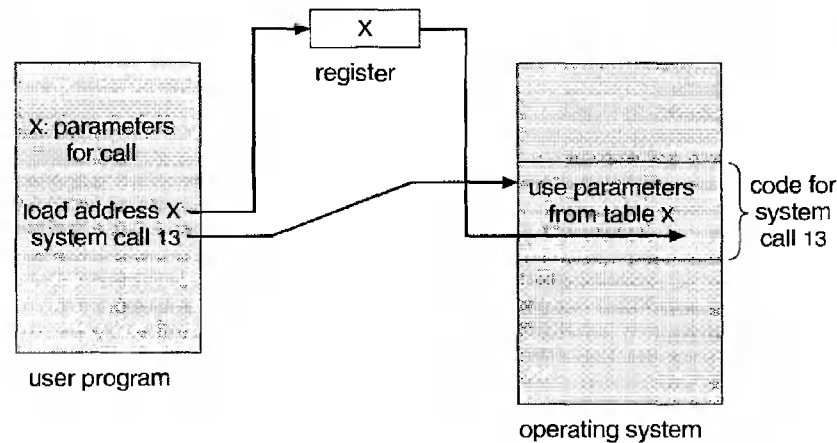 X
register
X: parameters
for call
load address X
system call 13
use parameters
from table X
code for
system
call 13
user program
operating system